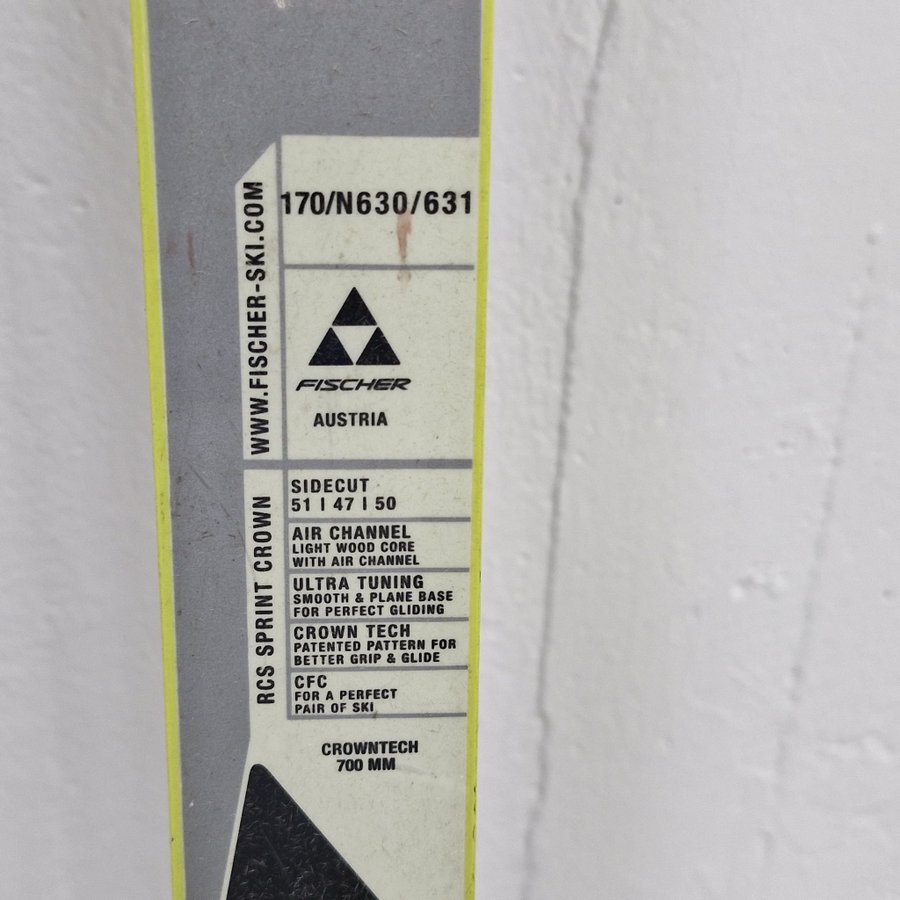 170/N630/631
WWW.FISCHER-SKI.COM
FISCHER
AUSTRIA
RCS SPRINT CROWN
SIDECUT
51 | 47 | 50
AIR CHANNEL
LIGHT WOOD CORE
WITH AIR CHANNEL
ULTRA TUNING
SMOOTH & PLANE BASE
FOR PERFECT GLIDING
CROWN TECH
PATENTED PATTERN FOR
BETTER GRIP & GLIDE
CFC
FOR A PERFECT
PAIR OF SKI
CROWNTECH
700 MM